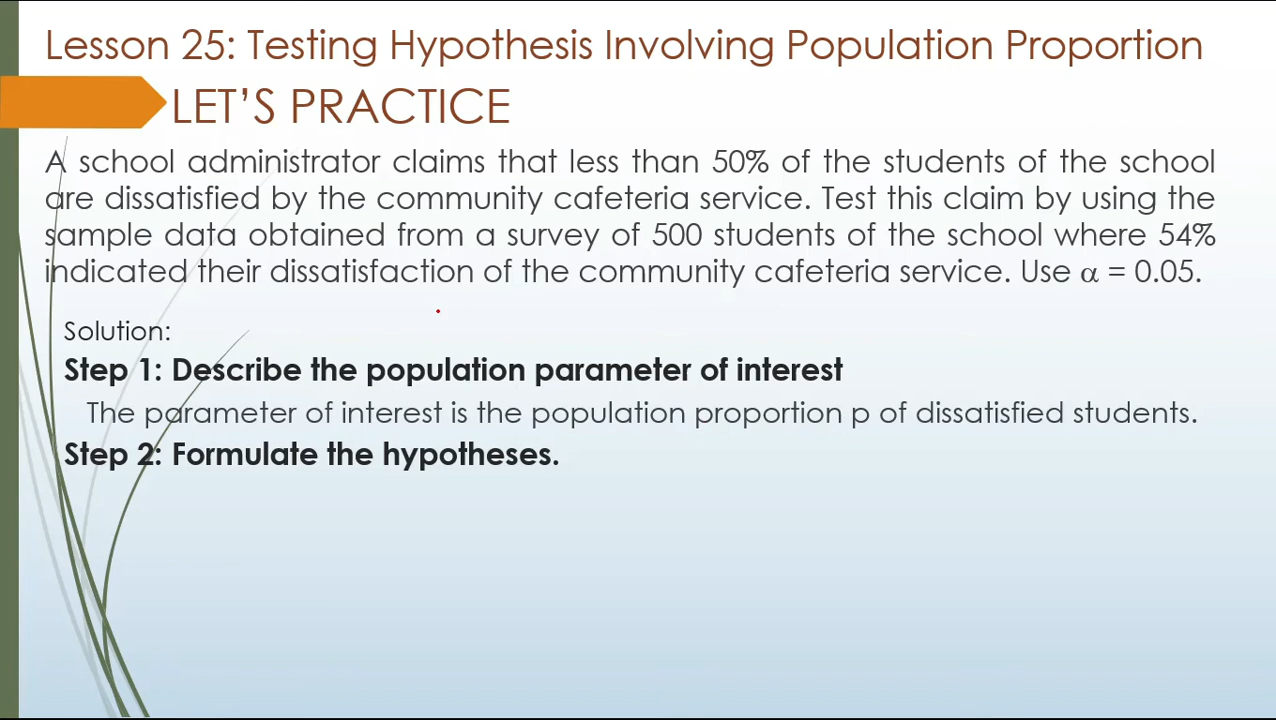 Lesson 25: Testing Hypothesis Involving Population Proportion
LET'S PRACTICE
A school administrator claims that less than 50% of the students of the school
are dissatisfied by the community cafeteria service. Test this claim by using the
sample data obtained from a survey of 500 students of the school where 54%
indicated their dissatisfaction of the community cafeteria service. Use α = 0.05.
Solution:
Step 1: Describe the population parameter of interest
The parameter of interest is the population proportion p of dissatisfied students.
Step 2: Formulate the hypotheses.